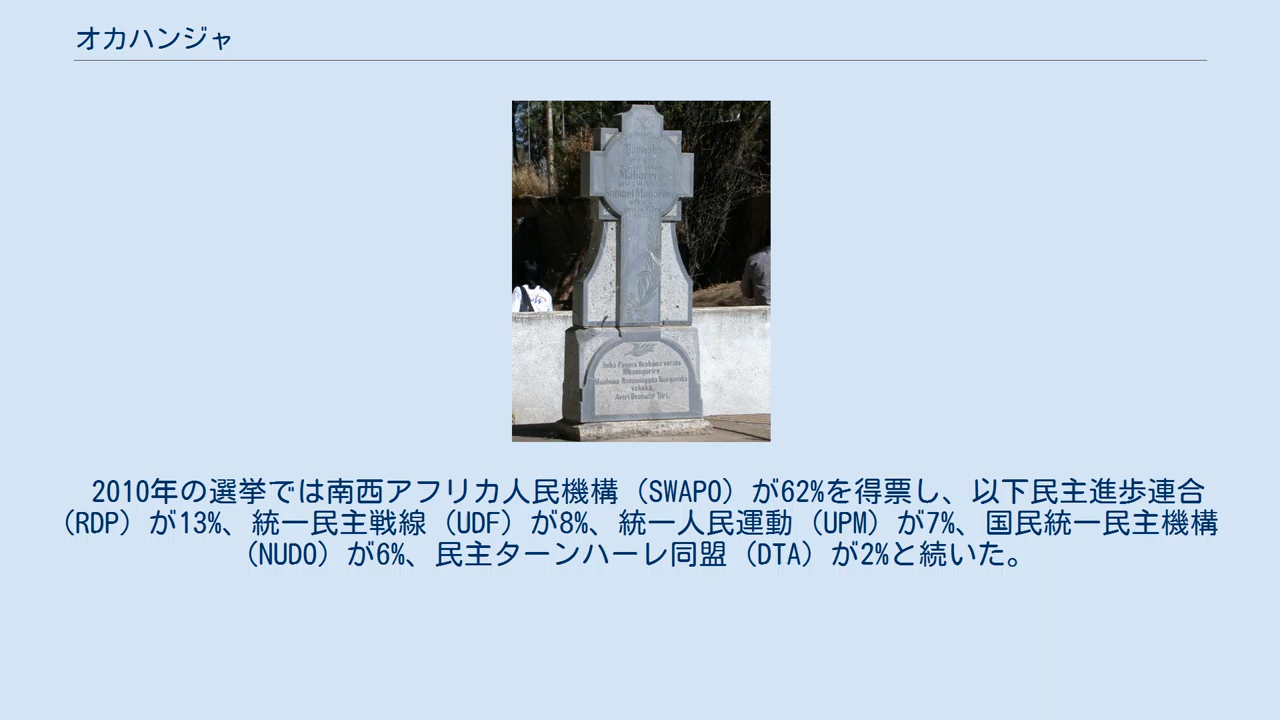 オカハンジャ
Maharero
Samuel Maharero
2010年の選挙では南西アフリカ人民機構（SWAPO）が62%を得票し、以下民主進歩連合
（RDP）が13%、統一民主戦線（UDF）が8%、統一人民運動（UPM）が7%、国民統一民主機構
（NUDO）が6%、民主ターンハーレ同盟（DTA）が2%と続いた。